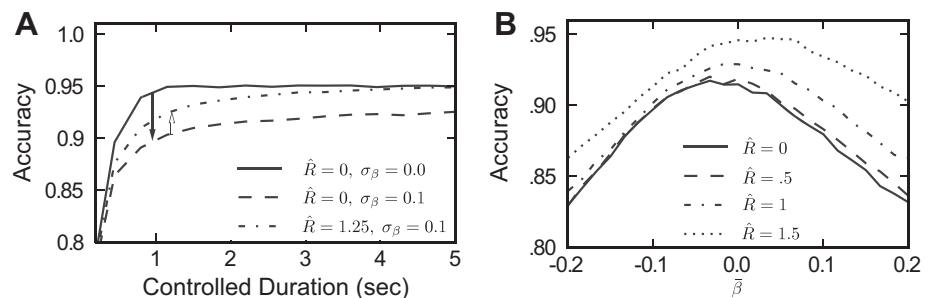 A
Accuracy
1.0
0.95
0.9
0.85
0.8
1
2
3
4
5
Controlled Duration (sec)
R̂ = 0, σ_β = 0.0
R̂ = 0, σ_β = 0.1
R̂ = 1.25, σ_β = 0.1
B
Accuracy
.95
.90
.85
.80
-0.2
-0.1
0.0
0.1
0.2
β̄
R̂ = 0
R̂ = .5
R̂ = 1
R̂ = 1.5